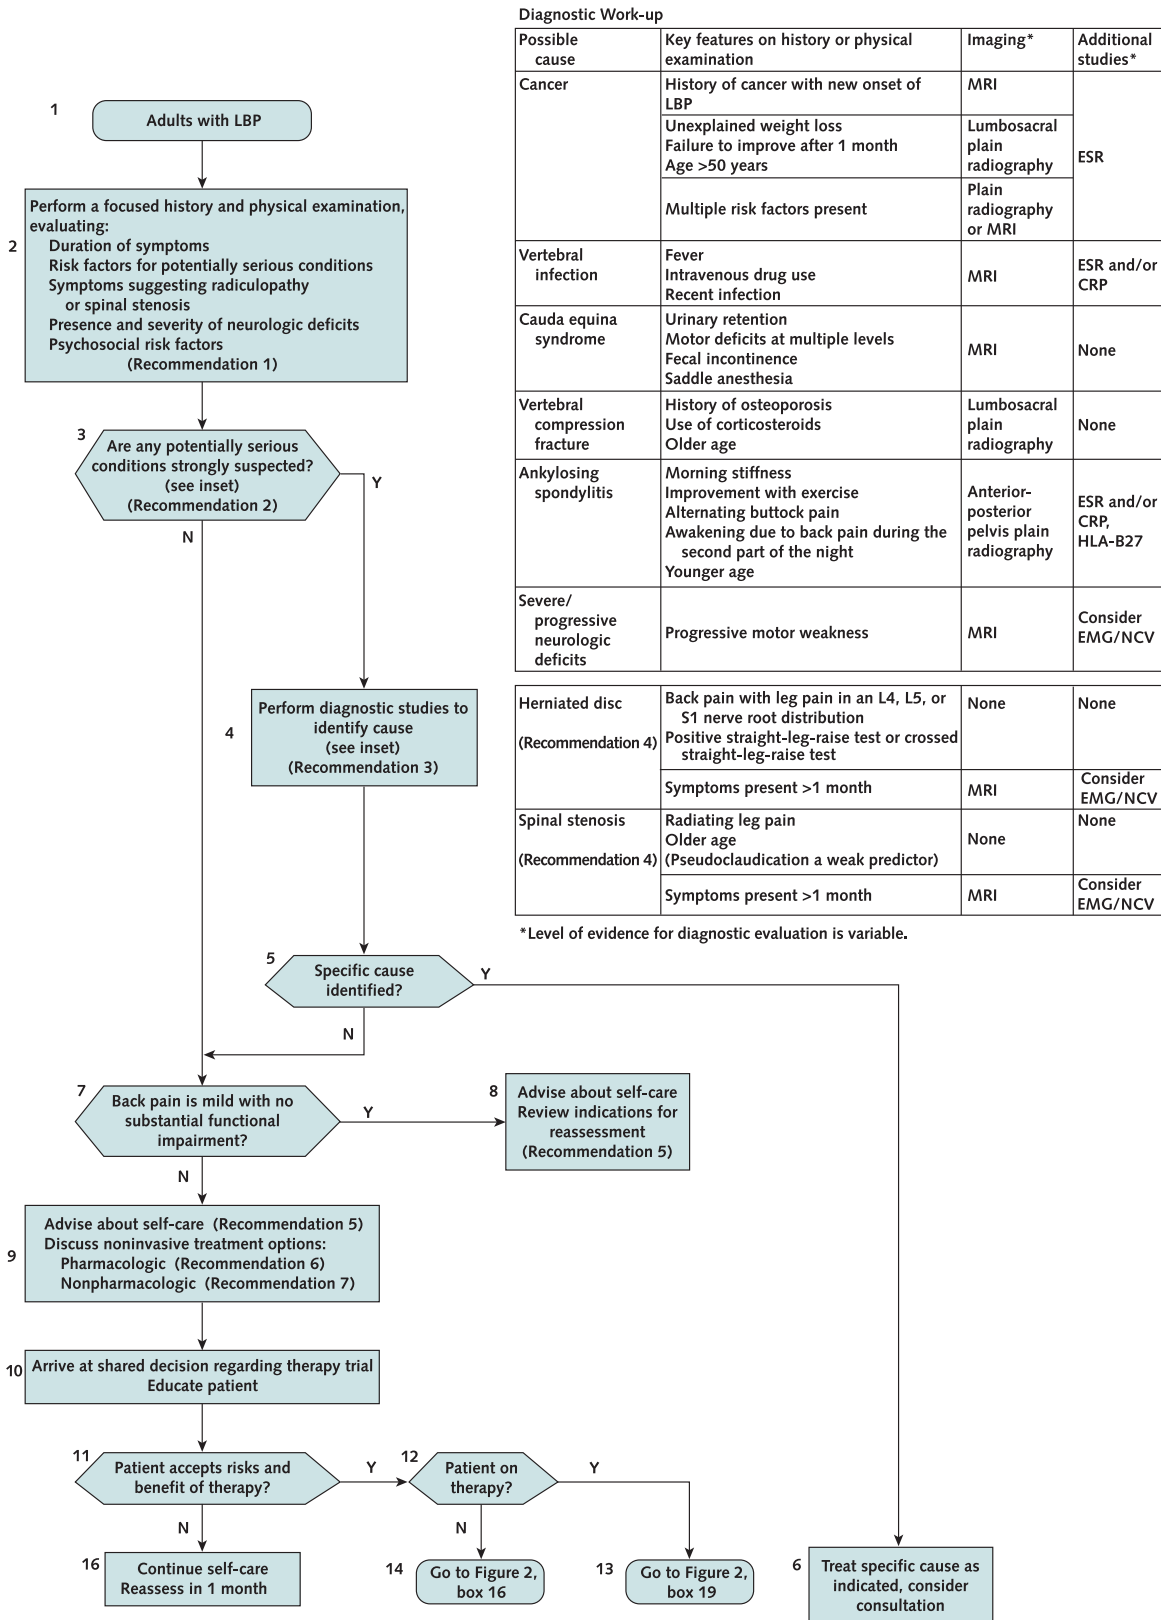 Diagnostic Work-up
Possible cause
Key features on history or physical examination
Imaging*
Additional studies*
Cancer
History of cancer with new onset of LBP
MRI
Unexplained weight loss
Failure to improve after 1 month
Age >50 years
Lumbosacral plain radiography
Multiple risk factors present
Plain radiography or MRI
ESR
Vertebral infection
Fever
Intravenous drug use
Recent infection
MRI
ESR and/or CRP
Cauda equina syndrome
Urinary retention
Motor deficits at multiple levels
Fecal incontinence
Saddle anesthesia
MRI
None
Vertebral compression fracture
History of osteoporosis
Use of corticosteroids
Older age
Lumbosacral plain radiography
None
Ankylosing spondylitis
Morning stiffness
Improvement with exercise
Alternating buttock pain
Awakening due to back pain during the second part of the night
Younger age
Anterior-posterior pelvis plain radiography
ESR and/or CRP, HLA-B27
Severe/progressive neurologic deficits
Progressive motor weakness
MRI
Consider EMG/NCV
Herniated disc
(Recommendation 4)
Back pain with leg pain in an L4, L5, or S1 nerve root distribution
Positive straight-leg-raise test or crossed straight-leg-raise test
None
None
Symptoms present >1 month
MRI
Consider EMG/NCV
Spinal stenosis
(Recommendation 4)
Radiating leg pain
Older age
(Pseudoclaudication a weak predictor)
None
None
Symptoms present >1 month
MRI
Consider EMG/NCV
*Level of evidence for diagnostic evaluation is variable.
1
Adults with LBP
2
Perform a focused history and physical examination,
evaluating:
Duration of symptoms
Risk factors for potentially serious conditions
Symptoms suggesting radiculopathy
or spinal stenosis
Presence and severity of neurologic deficits
Psychosocial risk factors
(Recommendation 1)
3
Are any potentially serious
conditions strongly suspected?
(see inset)
(Recommendation 2)
Y
N
4
Perform diagnostic studies to
identify cause
(see inset)
(Recommendation 3)
5
Specific cause
identified?
Y
N
7
Back pain is mild with no
substantial functional
impairment?
Y
N
8
Advise about self-care
Review indications for
reassessment
(Recommendation 5)
9
Advise about self-care (Recommendation 5)
Discuss noninvasive treatment options:
Pharmacologic (Recommendation 6)
Nonpharmacologic (Recommendation 7)
10
Arrive at shared decision regarding therapy trial
Educate patient
11
Patient accepts risks and
benefit of therapy?
Y
N
12
Patient on
therapy?
Y
N
16
Continue self-care
Reassess in 1 month
14
Go to Figure 2,
box 16
13
Go to Figure 2,
box 19
6
Treat specific cause as
indicated, consider
consultation